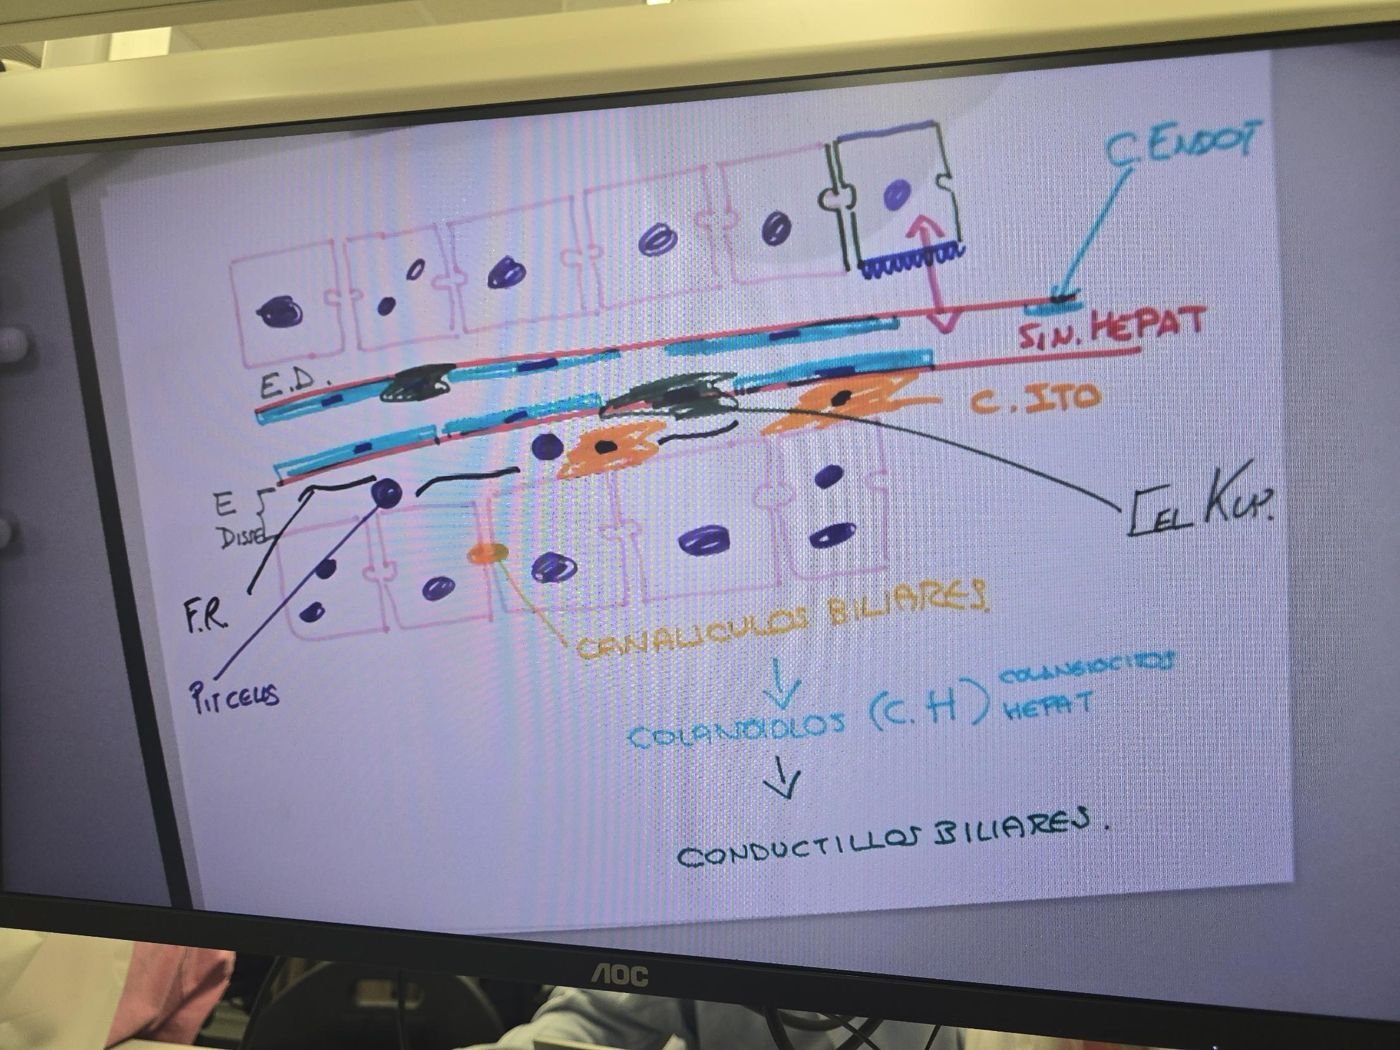 C ENDOT
SIN. HEPAT
E.D.
C. ITO
E
DISSE
CEL KUP.
F.R.
PIT CELLS
CANALICULOS BILIARES
COLANGIOLOS (C.H) COLANGIOCITOS
HEPAT
CONDUCTILLOS BILIARES.
AOC